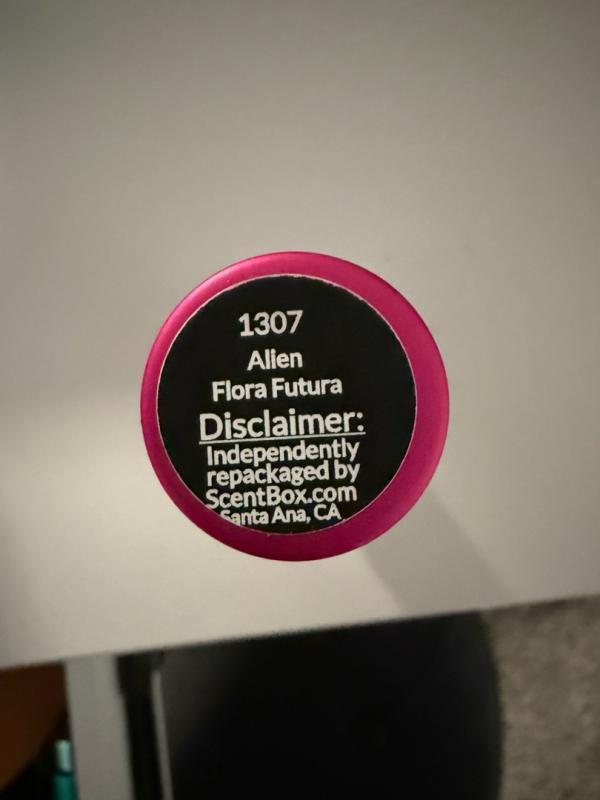 1307
Alien
Flora Futura
Disclaimer:
Independently
repackaged by
ScentBox.com
Santa Ana, CA